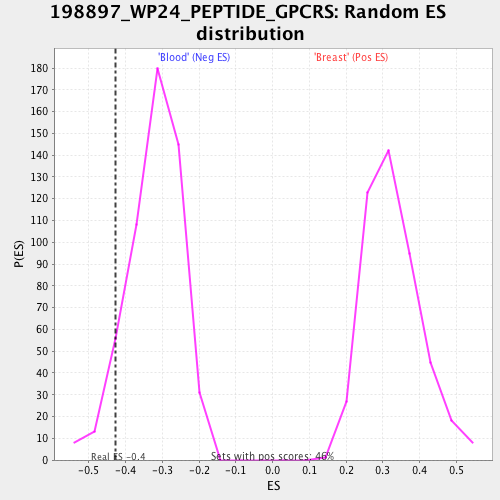 198897_WP24_PEPTIDE_GPCRS: Random ES
distribution
'Blood' (Neg ES)
'Breast' (Pos ES)
180
170
160
150
140
130
120
110
100
90
80
70
60
50
40
30
20
10
0
P(ES)
Real ES -0.4
Sets with pos scores: 46%
-0.5 -0.4 -0.3 -0.2 -0.1 0.0 0.1 0.2 0.3 0.4 0.5
ES